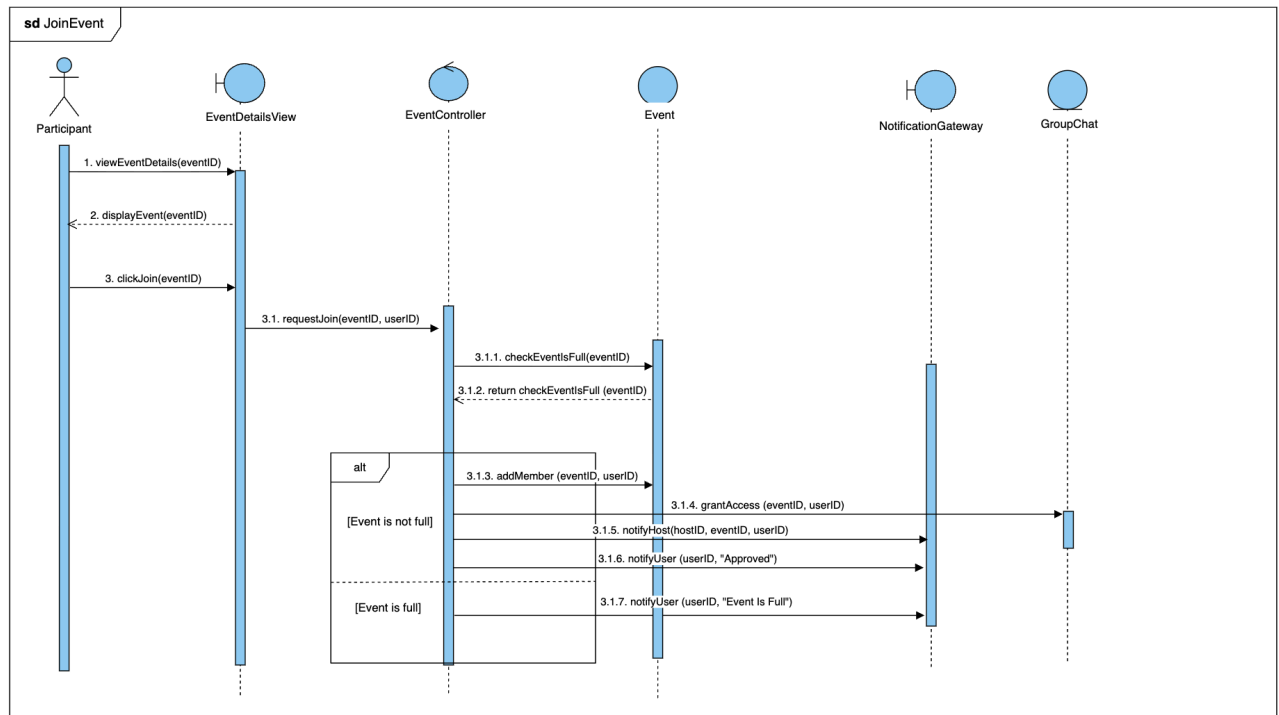 sd JoinEvent
Participant
EventDetailsView
EventController
Event
NotificationGateway
GroupChat
1. viewEventDetails(eventID)
2. displayEvent(eventID)
3. clickJoin(eventID)
3.1. requestJoin(eventID, userID)
3.1.1. checkEventIsFull(eventID)
3.1.2. return checkEventIsFull (eventID)
alt
3.1.3. addMember (eventID, userID)
3.1.4. grantAccess (eventID, userID)
[Event is not full]
3.1.5. notifyHost(hostID, eventID, userID)
3.1.6. notifyUser (userID, "Approved")
[Event is full]
3.1.7. notifyUser (userID, "Event Is Full")